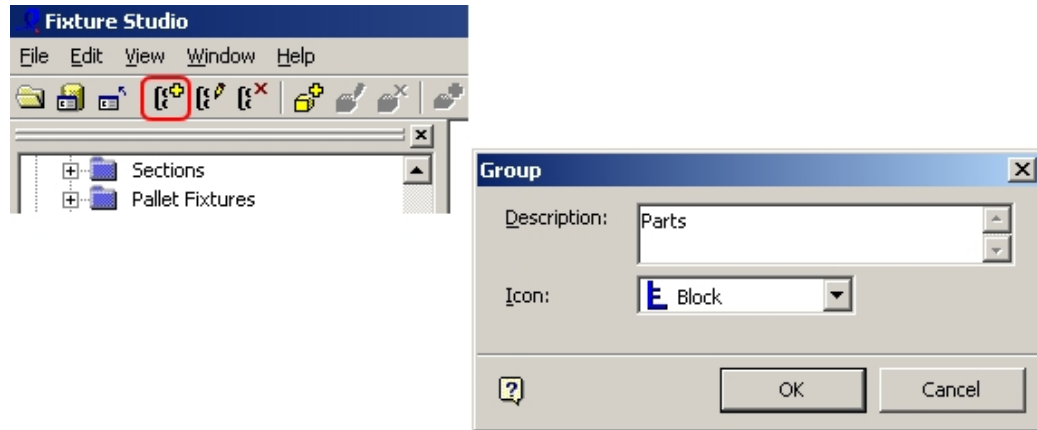 Fixture Studio
File Edit View Window Help
Sections
Pallet Fixtures
Group
Description: Parts
Icon: Block
OK Cancel